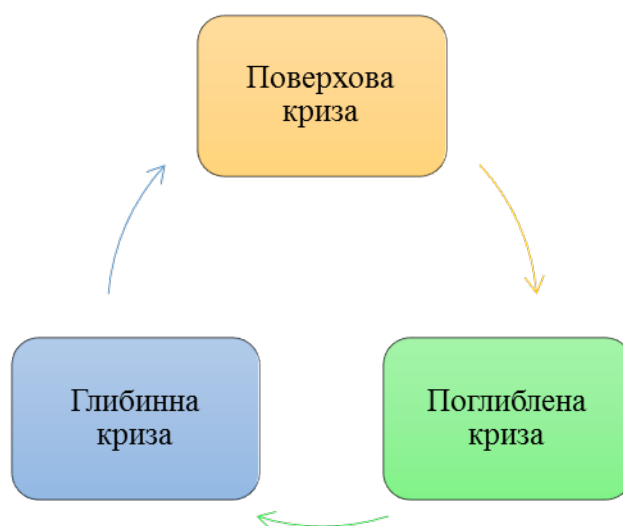 Поверхова
криза
Глибинна
криза
Поглиблена
криза